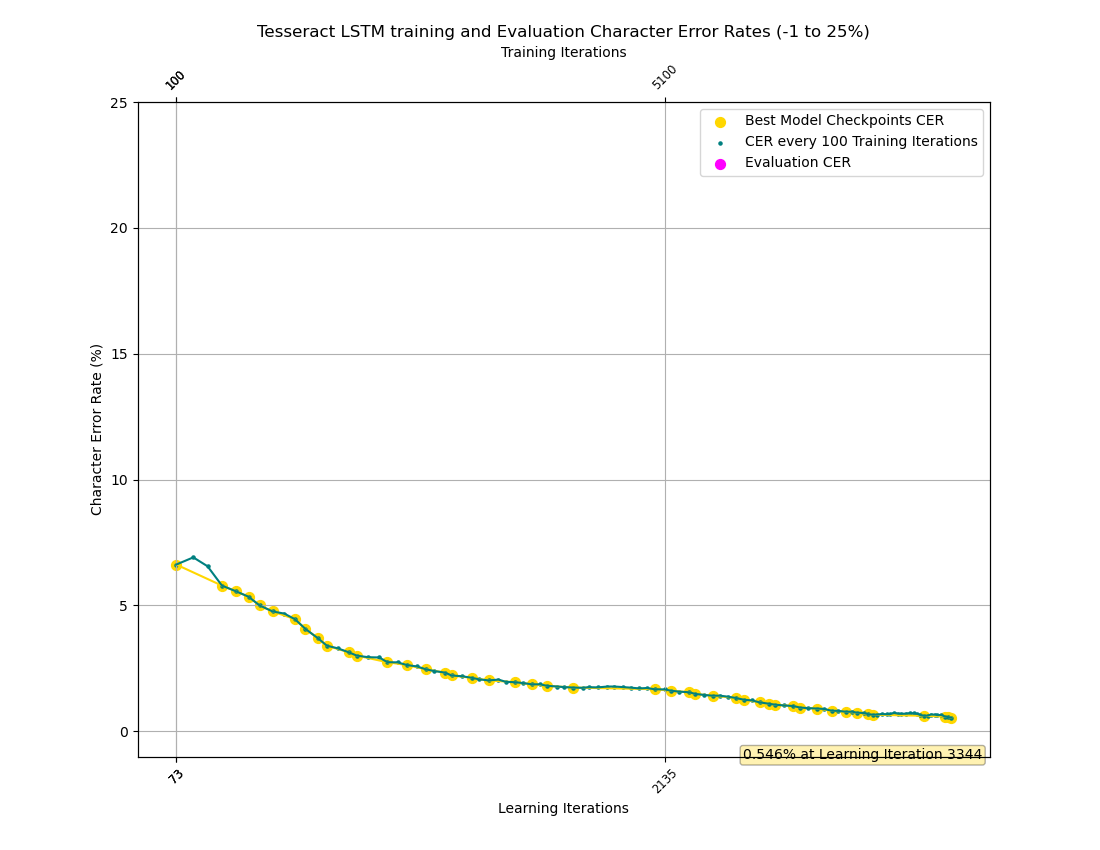 Tesseract LSTM training and Evaluation Character Error Rates (-1 to 25%)
Training Iterations
100
5100
25
20
15
10
5
0
Character Error Rate (%)
Best Model Checkpoints CER
CER every 100 Training Iterations
Evaluation CER
0.546% at Learning Iteration 3344
73
2135
Learning Iterations